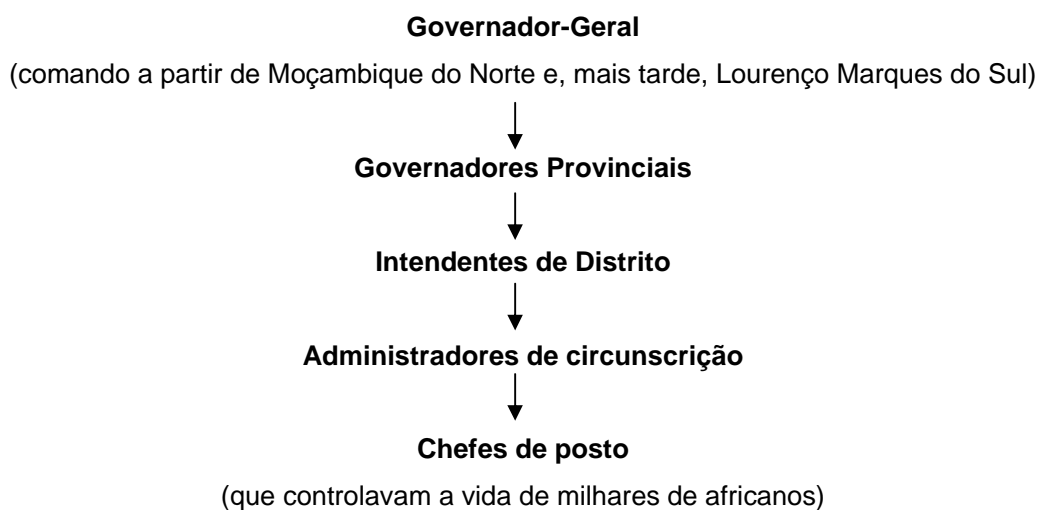 Governador-Geral
(comando a partir de Moçambique do Norte e, mais tarde, Lourenço Marques do Sul)
Governadores Provinciais
Intendentes de Distrito
Administradores de circunscrição
Chefes de posto
(que controlavam a vida de milhares de africanos)